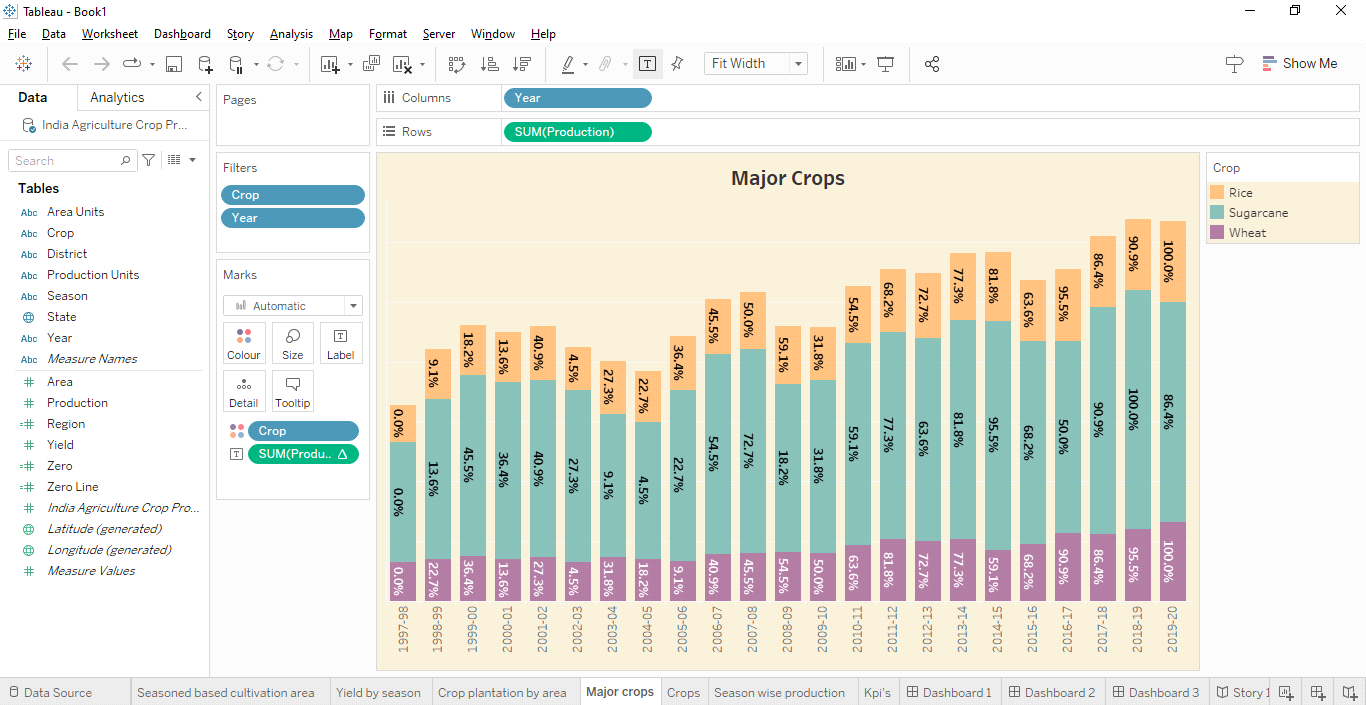 Tableau - Book1
File Data Worksheet Dashboard Story Analysis Map Format Server Window Help
Fit Width
Show Me
Data Analytics
India Agriculture Crop Pr...
Search
Tables
Abc Area Units
Abc Crop
Abc District
Abc Production Units
Abc Season
State
Abc Year
Abc Measure Names
Area
Production
Region
Yield
Zero
Zero Line
India Agriculture Crop Pro...
Latitude (generated)
Longitude (generated)
Measure Values
Pages
Filters
Crop
Year
Marks
Automatic
Colour Size Label
Detail Tooltip
Crop
SUM(Produ..
Columns Year
Rows SUM(Production)
Major Crops
0.0% 9.1% 18.2% 13.6% 40.9% 4.5% 27.3% 22.7% 36.4% 45.5% 50.0% 59.1% 31.8% 54.5% 68.2% 72.7% 77.3% 81.8% 63.6% 95.5% 86.4% 90.9% 100.0%
0.0% 13.6% 45.5% 36.4% 40.9% 27.3% 9.1% 4.5% 22.7% 54.5% 72.7% 18.2% 31.8% 59.1% 77.3% 63.6% 81.8% 95.5% 68.2% 50.0% 90.9% 100.0% 86.4%
0.0% 22.7% 36.4% 13.6% 27.3% 4.5% 31.8% 18.2% 9.1% 40.9% 45.5% 54.5% 50.0% 63.6% 81.8% 72.7% 77.3% 59.1% 68.2% 90.9% 86.4% 95.5% 100.0%
1997-98 1998-99 1999-00 2000-01 2001-02 2002-03 2003-04 2004-05 2005-06 2006-07 2007-08 2008-09 2009-10 2010-11 2011-12 2012-13 2013-14 2014-15 2015-16 2016-17 2017-18 2018-19 2019-20
Crop
Rice
Sugarcane
Wheat
Data Source Seasoned based cultivation area Yield by season Crop plantation by area Major crops Crops Season wise production Kpi's Dashboard 1 Dashboard 2 Dashboard 3 Story 1